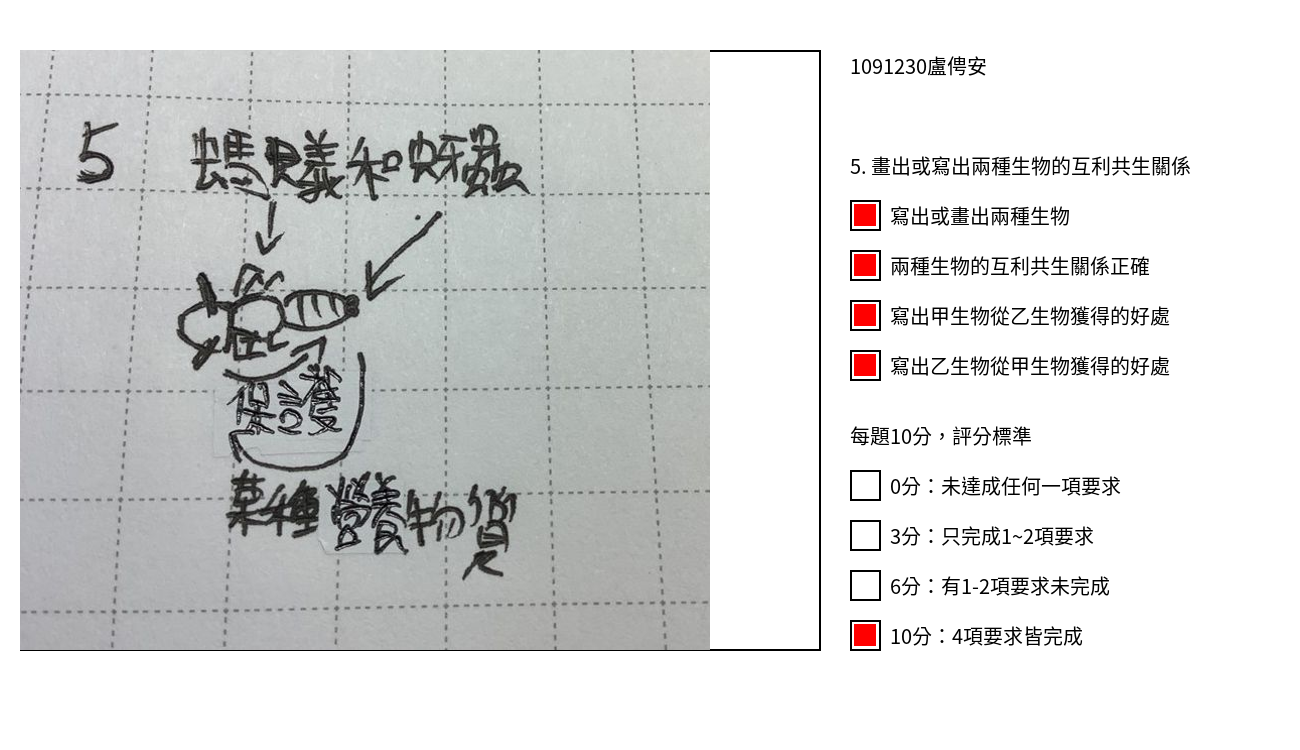 5 螞蟻和蚜蟲
保護
某種營養物質
1091230盧俜安
5. 畫出或寫出兩種生物的互利共生關係
寫出或畫出兩種生物
兩種生物的互利共生關係正確
寫出甲生物從乙生物獲得的好處
寫出乙生物從甲生物獲得的好處
每題10分，評分標準
0分：未達成任何一項要求
3分：只完成1~2項要求
6分：有1-2項要求未完成
10分：4項要求皆完成